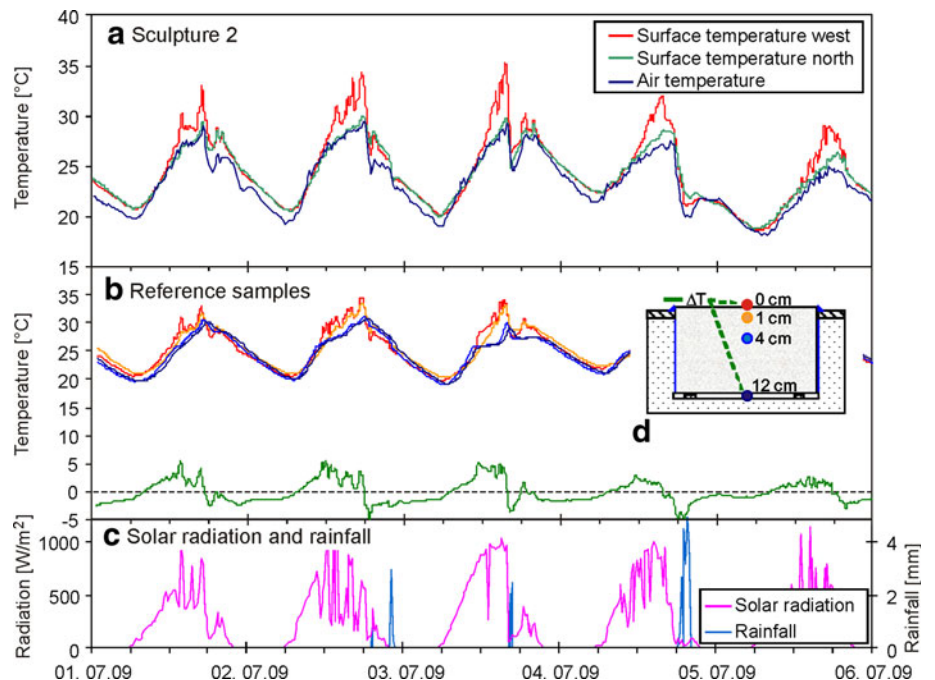 40
a Sculpture 2
Surface temperature west
Surface temperature north
Air temperature
35
30
25
20
15
Temperature [°C]
b Reference samples
35
30
25
20
15
10
5
0
-5
Temperature [°C]
ΔT
0 cm
1 cm
4 cm
12 cm
d
c Solar radiation and rainfall
1000
500
0
Radiation [W/m²]
4
2
0
Rainfall [mm]
Solar radiation
Rainfall
01. 07.09 02. 07.09 03. 07.09 04. 07.09 05. 07.09 06. 07.09